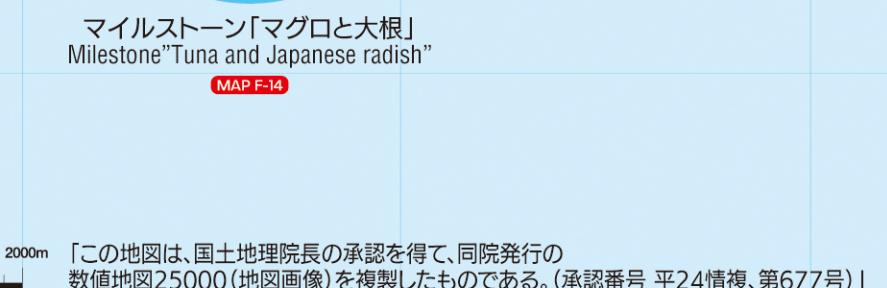 マイルストーン「マグロと大根」
Milestone”Tuna and Japanese radish”
MAP F-14
2000m
「この地図は、国土地理院長の承認を得て、同院発行の
数値地図25000（地図画像）を複製したものである。（承認番号 平24情複、第677号）」